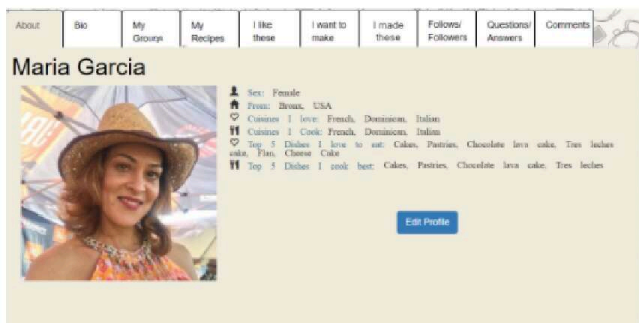 About
Bio
My
Groups
My
Recipes
I like
these
I want to
make
I made
these
Follows/
Followers
Questions/
Answers
Comments
Maria Garcia
Sex: Female
From: Bronx, USA
Cuisines I love: French, Dominican, Italian
Cuisines I Cook: French, Dominican, Italian
Top 5 Dishes I love to eat: Cakes, Pastries, Chocolate lava cake, Tres leches
cake, Flan, Cheese Cake
Top 5 Dishes I cook best: Cakes, Pastries, Chocolate lava cake, Tres leches
Edit Profile